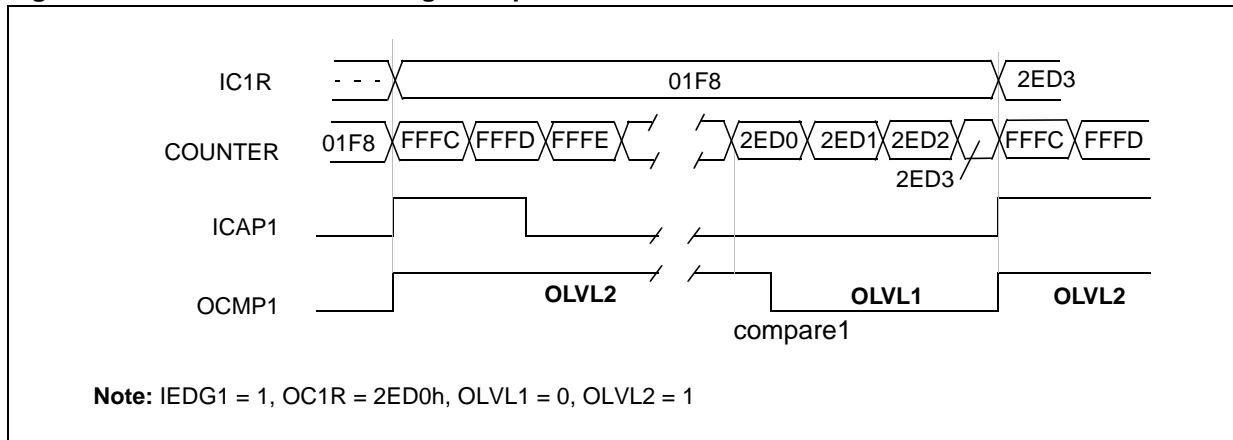 IC1R - - - 01F8 2ED3
COUNTER 01F8 FFFC FFFD FFFE 2ED0 2ED1 2ED2 FFFC FFFD
2ED3
ICAP1
OCMP1 OLVL2 OLVL1 OLVL2
compare1
Note: IEDG1 = 1, OC1R = 2ED0h, OLVL1 = 0, OLVL2 = 1